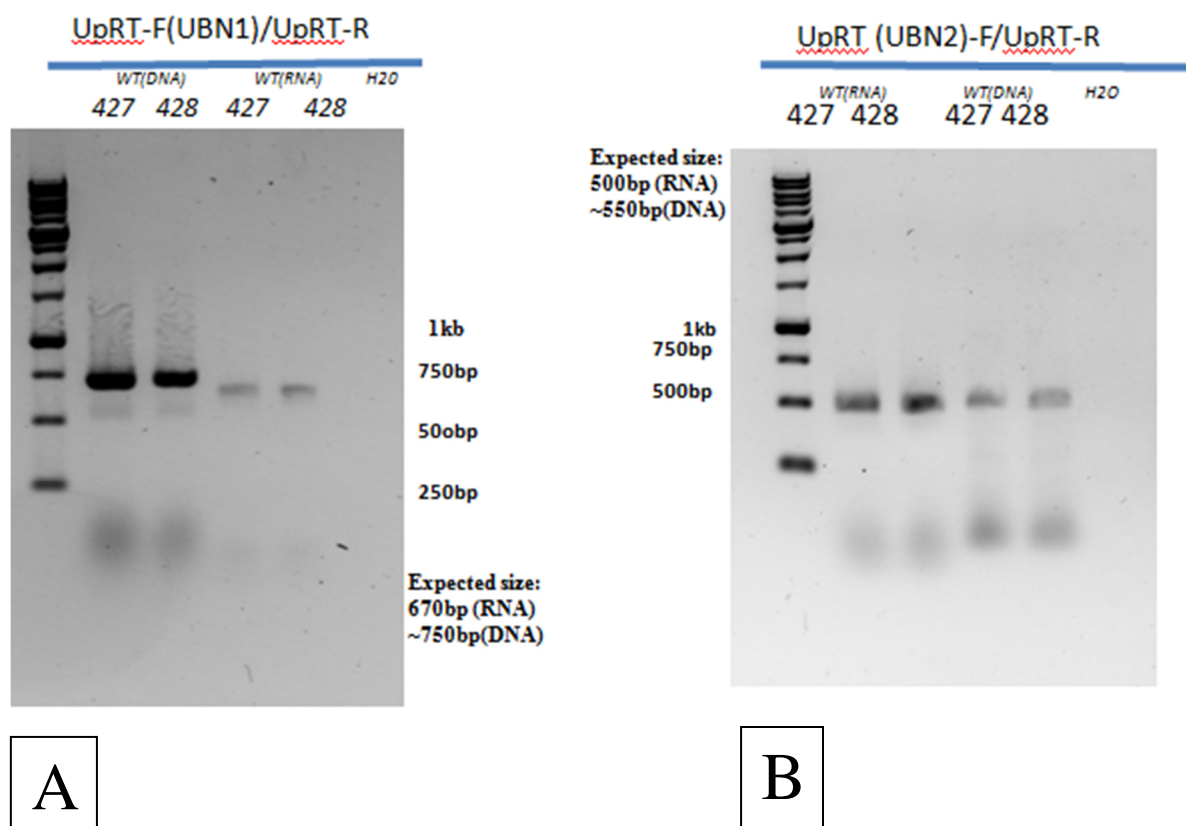 UpRT-F(UBN1)/UpRT-R
WT(DNA) WT(RNA) H2O
427 428 427 428
1kb
750bp
50obp
250bp
Expected size:
670bp (RNA)
~750bp(DNA)
A
UpRT (UBN2)-F/UpRT-R
WT(RNA) WT(DNA) H2O
427 428 427 428
Expected size:
500bp (RNA)
~550bp(DNA)
1kb
750bp
500bp
B